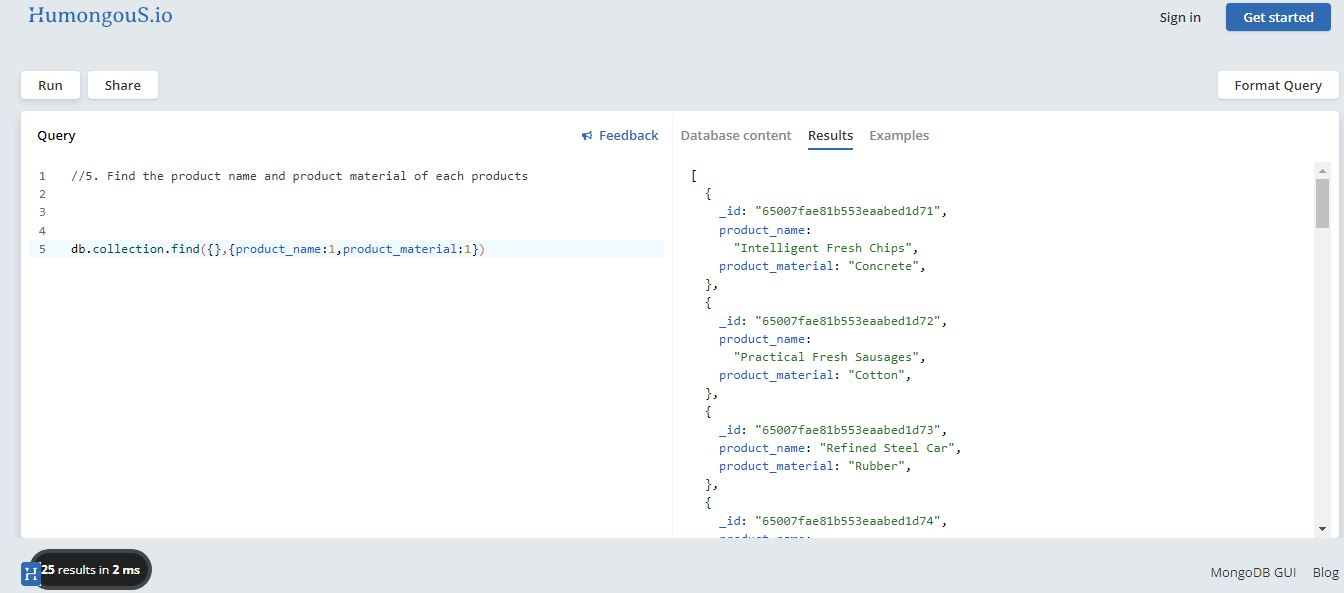 HumongouS.io
Sign in
Get started
Run
Share
Format Query
Query
Feedback
1 //5. Find the product name and product material of each products
2
3
4
5 db.collection.find({},{product_name:1,product_material:1})
Database content
Results
Examples
[
{
_id: "65007fae81b553eaabed1d71",
product_name:
"Intelligent Fresh Chips",
product_material: "Concrete",
},
{
_id: "65007fae81b553eaabed1d72",
product_name:
"Practical Fresh Sausages",
product_material: "Cotton",
},
{
_id: "65007fae81b553eaabed1d73",
product_name: "Refined Steel Car",
product_material: "Rubber",
},
{
_id: "65007fae81b553eaabed1d74",
H
25 results in 2 ms
MongoDB GUI
Blog